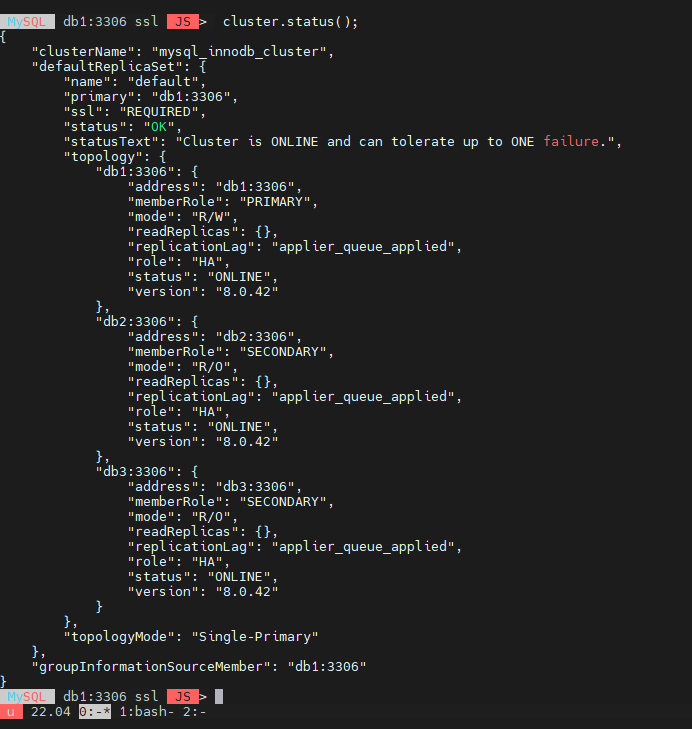 MySQL  db1:3306 ssl  JS >  cluster.status();
{
    "clusterName": "mysql_innodb_cluster",
    "defaultReplicaSet": {
        "name": "default",
        "primary": "db1:3306",
        "ssl": "REQUIRED",
        "status": "OK",
        "statusText": "Cluster is ONLINE and can tolerate up to ONE failure.",
        "topology": {
            "db1:3306": {
                "address": "db1:3306",
                "memberRole": "PRIMARY",
                "mode": "R/W",
                "readReplicas": {},
                "replicationLag": "applier_queue_applied",
                "role": "HA",
                "status": "ONLINE",
                "version": "8.0.42"
            },
            "db2:3306": {
                "address": "db2:3306",
                "memberRole": "SECONDARY",
                "mode": "R/O",
                "readReplicas": {},
                "replicationLag": "applier_queue_applied",
                "role": "HA",
                "status": "ONLINE",
                "version": "8.0.42"
            },
            "db3:3306": {
                "address": "db3:3306",
                "memberRole": "SECONDARY",
                "mode": "R/O",
                "readReplicas": {},
                "replicationLag": "applier_queue_applied",
                "role": "HA",
                "status": "ONLINE",
                "version": "8.0.42"
            }
        },
        "topologyMode": "Single-Primary"
    },
    "groupInformationSourceMember": "db1:3306"
}
MySQL  db1:3306 ssl  JS >
u  22.04 0:-* 1:bash- 2:-